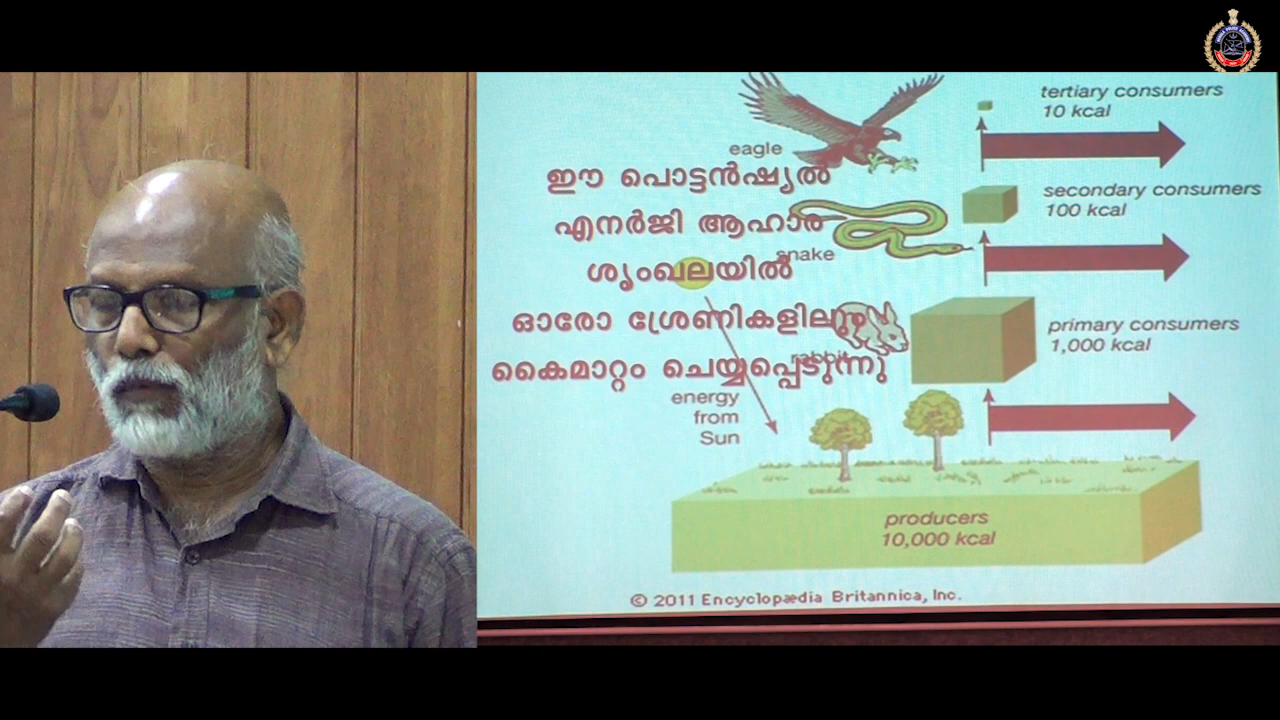 tertiary consumers
10 kcal
eagle
ഈ പൊട്ടൻഷ്യൽ
secondary consumers
100 kcal
എനർജി ആഹാര
snake
ശൃംഖലയിൽ
ഓരോ ശ്രേണികളിലൂടെ
primary consumers
1,000 kcal
rabbit
കൈമാറ്റം ചെയ്യപ്പെടുന്നു
energy
from
Sun
producers
10,000 kcal
© 2011 Encyclopædia Britannica, Inc.